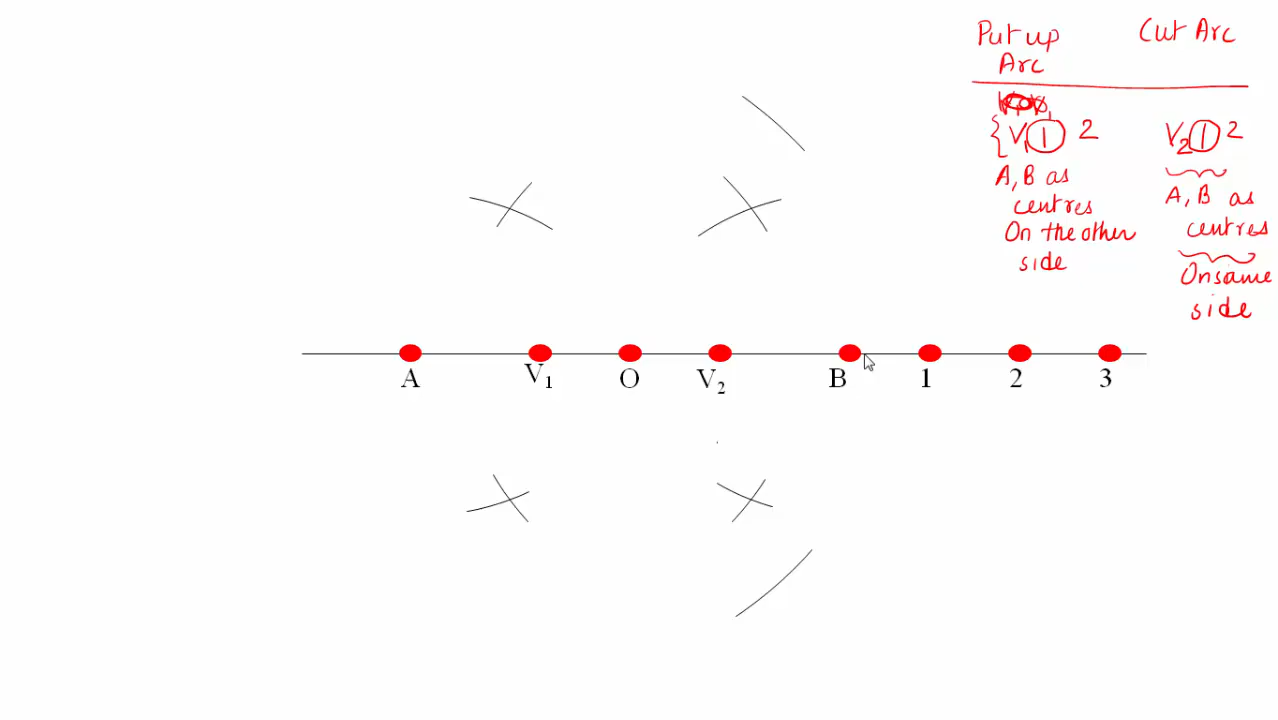 Put up Arc
Cut Arc
V₁ 1 2
V₂ 1 2
A, B as
centres
On the other
side
A, B as
centres
On same
side
A V₁ O V₂ B 1 2 3